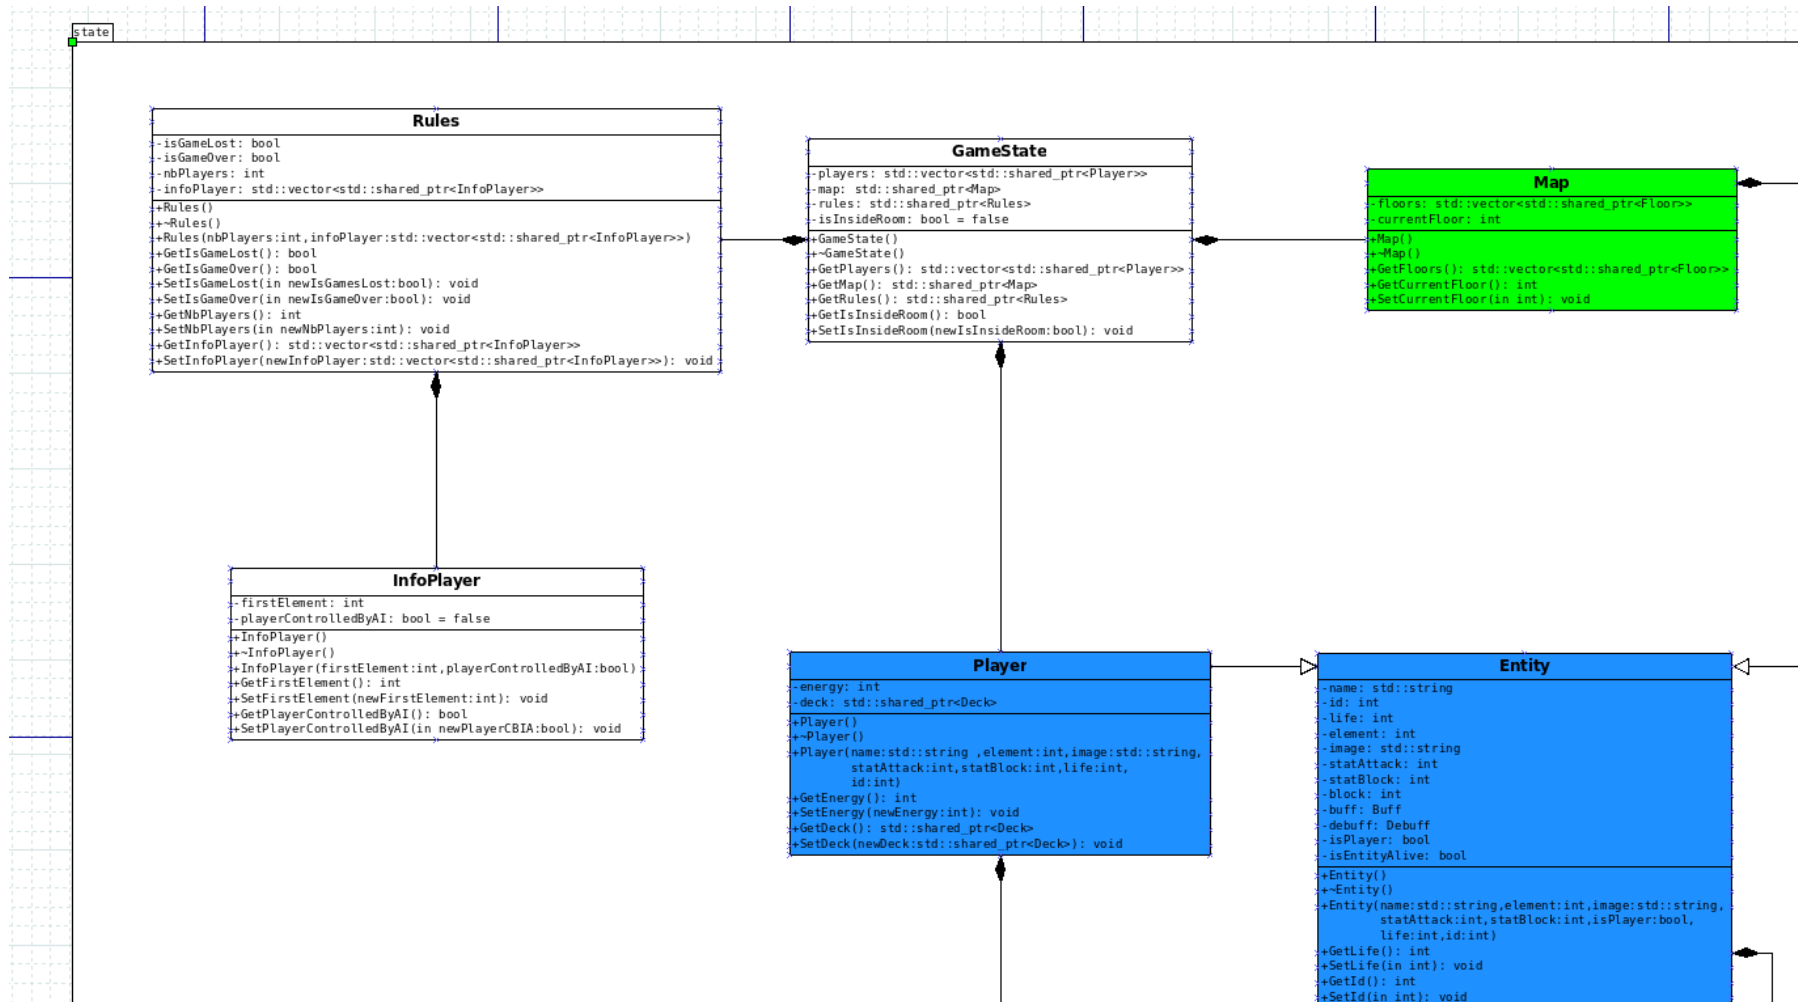 state
Rules
-isGameLost: bool
-isGameOver: bool
-nbPlayers: int
-infoPlayer: std::vector<std::shared_ptr<InfoPlayer>>
+Rules()
+~Rules()
+Rules(nbPlayers:int,infoPlayer:std::vector<std::shared_ptr<InfoPlayer>>)
+GetIsGameLost(): bool
+GetIsGameOver(): bool
+SetIsGameLost(in newIsGamesLost:bool): void
+SetIsGameOver(in newIsGameOver:bool): void
+GetNbPlayers(): int
+SetNbPlayers(in newNbPlayers:int): void
+GetInfoPlayer(): std::vector<std::shared_ptr<InfoPlayer>>
+SetInfoPlayer(newInfoPlayer:std::vector<std::shared_ptr<InfoPlayer>>): void
GameState
-players: std::vector<std::shared_ptr<Player>>
-map: std::shared_ptr<Map>
-rules: std::shared_ptr<Rules>
-isInsideRoom: bool = false
+GameState()
+~GameState()
+GetPlayers(): std::vector<std::shared_ptr<Player>>
+GetMap(): std::shared_ptr<Map>
+GetRules(): std::shared_ptr<Rules>
+GetIsInsideRoom(): bool
+SetIsInsideRoom(newIsInsideRoom:bool): void
Map
-floors: std::vector<std::shared_ptr<Floor>>
-currentFloor: int
+Map()
+~Map()
+GetFloors(): std::vector<std::shared_ptr<Floor>>
+GetCurrentFloor(): int
+SetCurrentFloor(in int): void
InfoPlayer
-firstElement: int
-playerControlledByAI: bool = false
+InfoPlayer()
+~InfoPlayer()
+InfoPlayer(firstElement:int,playerControlledByAI:bool)
+GetFirstElement(): int
+SetFirstElement(newFirstElement:int): void
+GetPlayerControlledByAI(): bool
+SetPlayerControlledByAI(in newPlayerCBIA:bool): void
Player
-energy: int
-deck: std::shared_ptr<Deck>
+Player()
+~Player()
+Player(name:std::string ,element:int,image:std::string,
statAttack:int,statBlock:int,life:int,
id:int)
+GetEnergy(): int
+SetEnergy(newEnergy:int): void
+GetDeck(): std::shared_ptr<Deck>
+SetDeck(newDeck:std::shared_ptr<Deck>): void
Entity
-name: std::string
-id: int
-life: int
-element: int
-image: std::string
-statAttack: int
-statBlock: int
-block: int
-buff: Buff
-debuff: Debuff
-isPlayer: bool
-isEntityAlive: bool
+Entity()
+~Entity()
+Entity(name:std::string,element:int,image:std::string,
statAttack:int,statBlock:int,isPlayer:bool,
life:int,id:int)
+GetLife(): int
+SetLife(in int): void
+GetId(): int
+SetId(in int): void